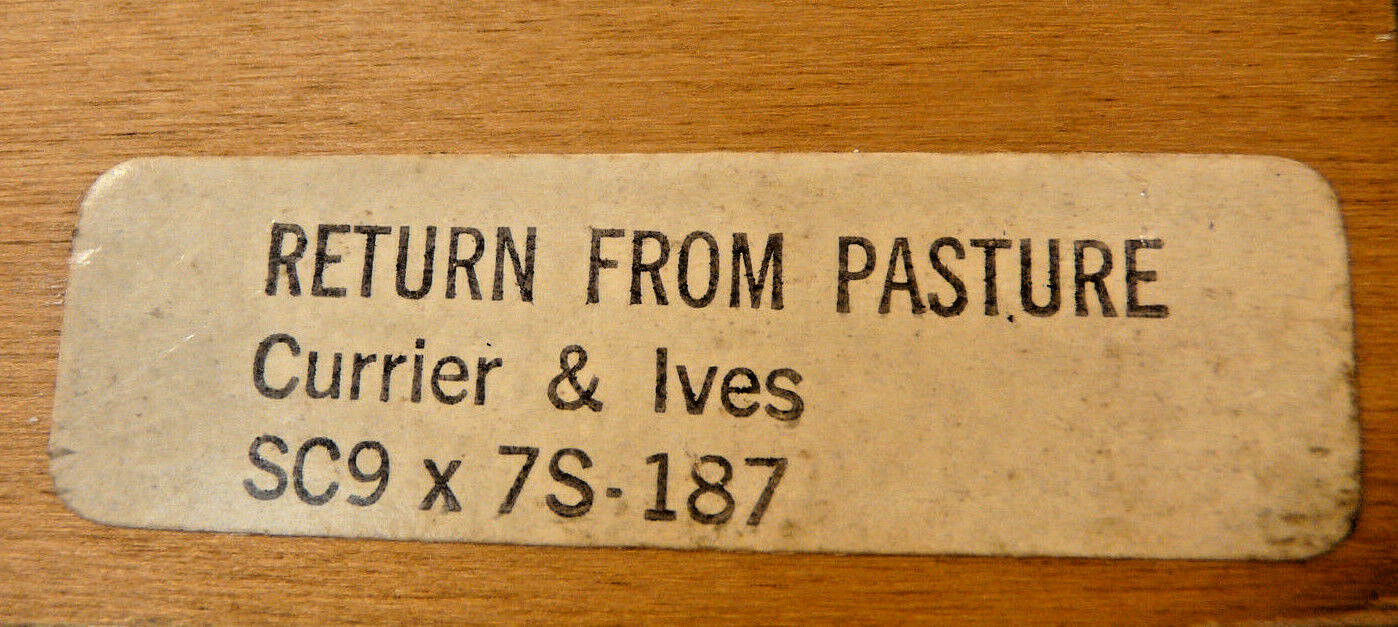 RETURN FROM PASTURE
Currier & Ives
SC9 x 7S-187